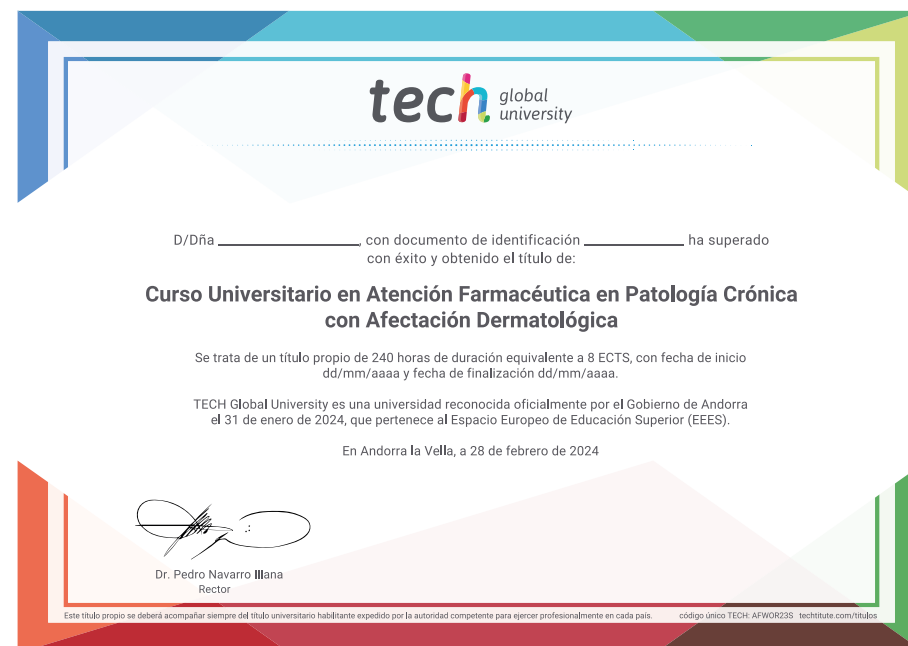 tech global university
D/Dña ____________________, con documento de identificación ______________ ha superado
con éxito y obtenido el título de:
Curso Universitario en Atención Farmacéutica en Patología Crónica
con Afectación Dermatológica
Se trata de un título propio de 240 horas de duración equivalente a 8 ECTS, con fecha de inicio
dd/mm/aaaa y fecha de finalización dd/mm/aaaa.
TECH Global University es una universidad reconocida oficialmente por el Gobierno de Andorra
el 31 de enero de 2024, que pertenece al Espacio Europeo de Educación Superior (EEES).
En Andorra la Vella, a 28 de febrero de 2024
Dr. Pedro Navarro Illana
Rector
Este título propio se deberá acompañar siempre del título universitario habilitante expedido por la autoridad competente para ejercer profesionalmente en cada país. código único TECH: AFWOR23S techtitute.com/títulos